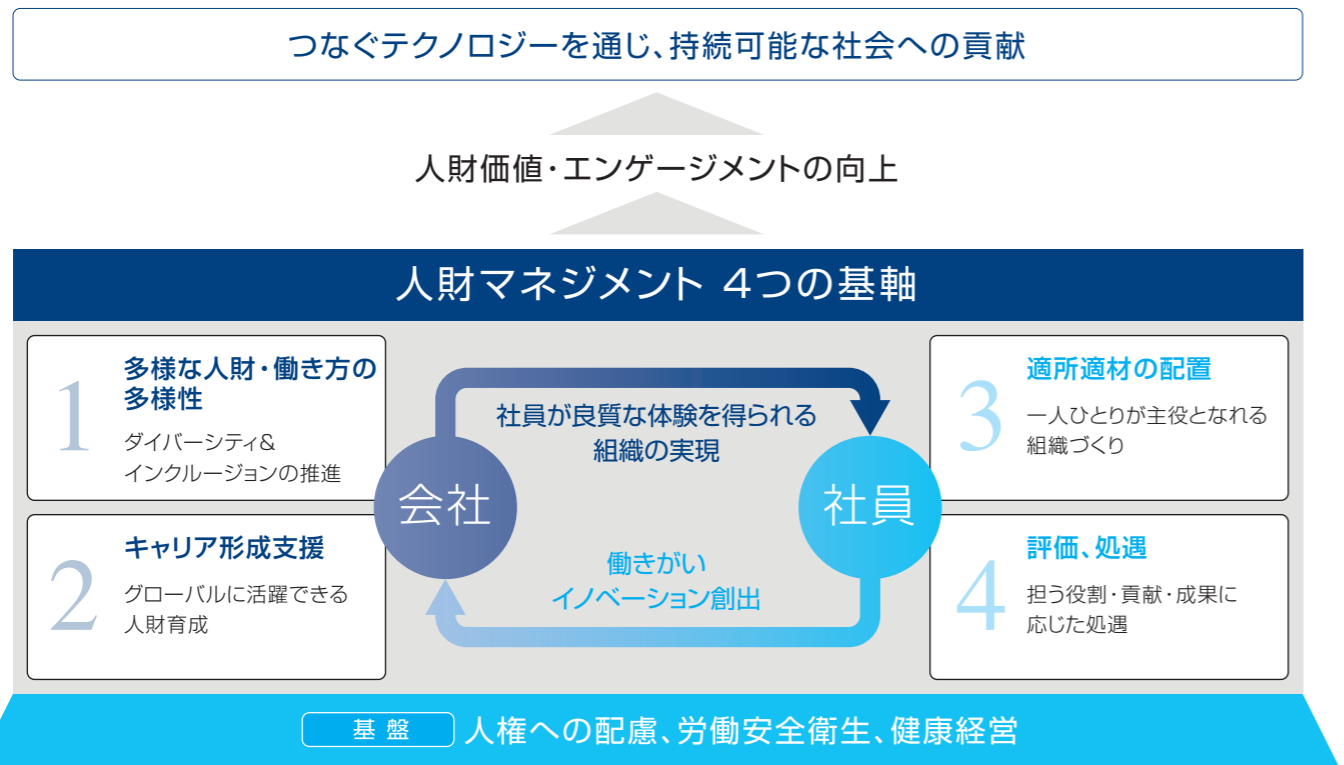 つなぐテクノロジーを通じ、持続可能な社会への貢献
人財価値・エンゲージメントの向上
人財マネジメント 4つの基軸
1
多様な人財・働き方の
多様性
ダイバーシティ&
インクルージョンの推進
2
キャリア形成支援
グローバルに活躍できる
人財育成
会社
社員が良質な体験を得られる
組織の実現
社員
働きがい
イノベーション創出
3
適所適材の配置
一人ひとりが主役となれる
組織づくり
4
評価、処遇
担う役割・貢献・成果に
応じた処遇
基盤 人権への配慮、労働安全衛生、健康経営